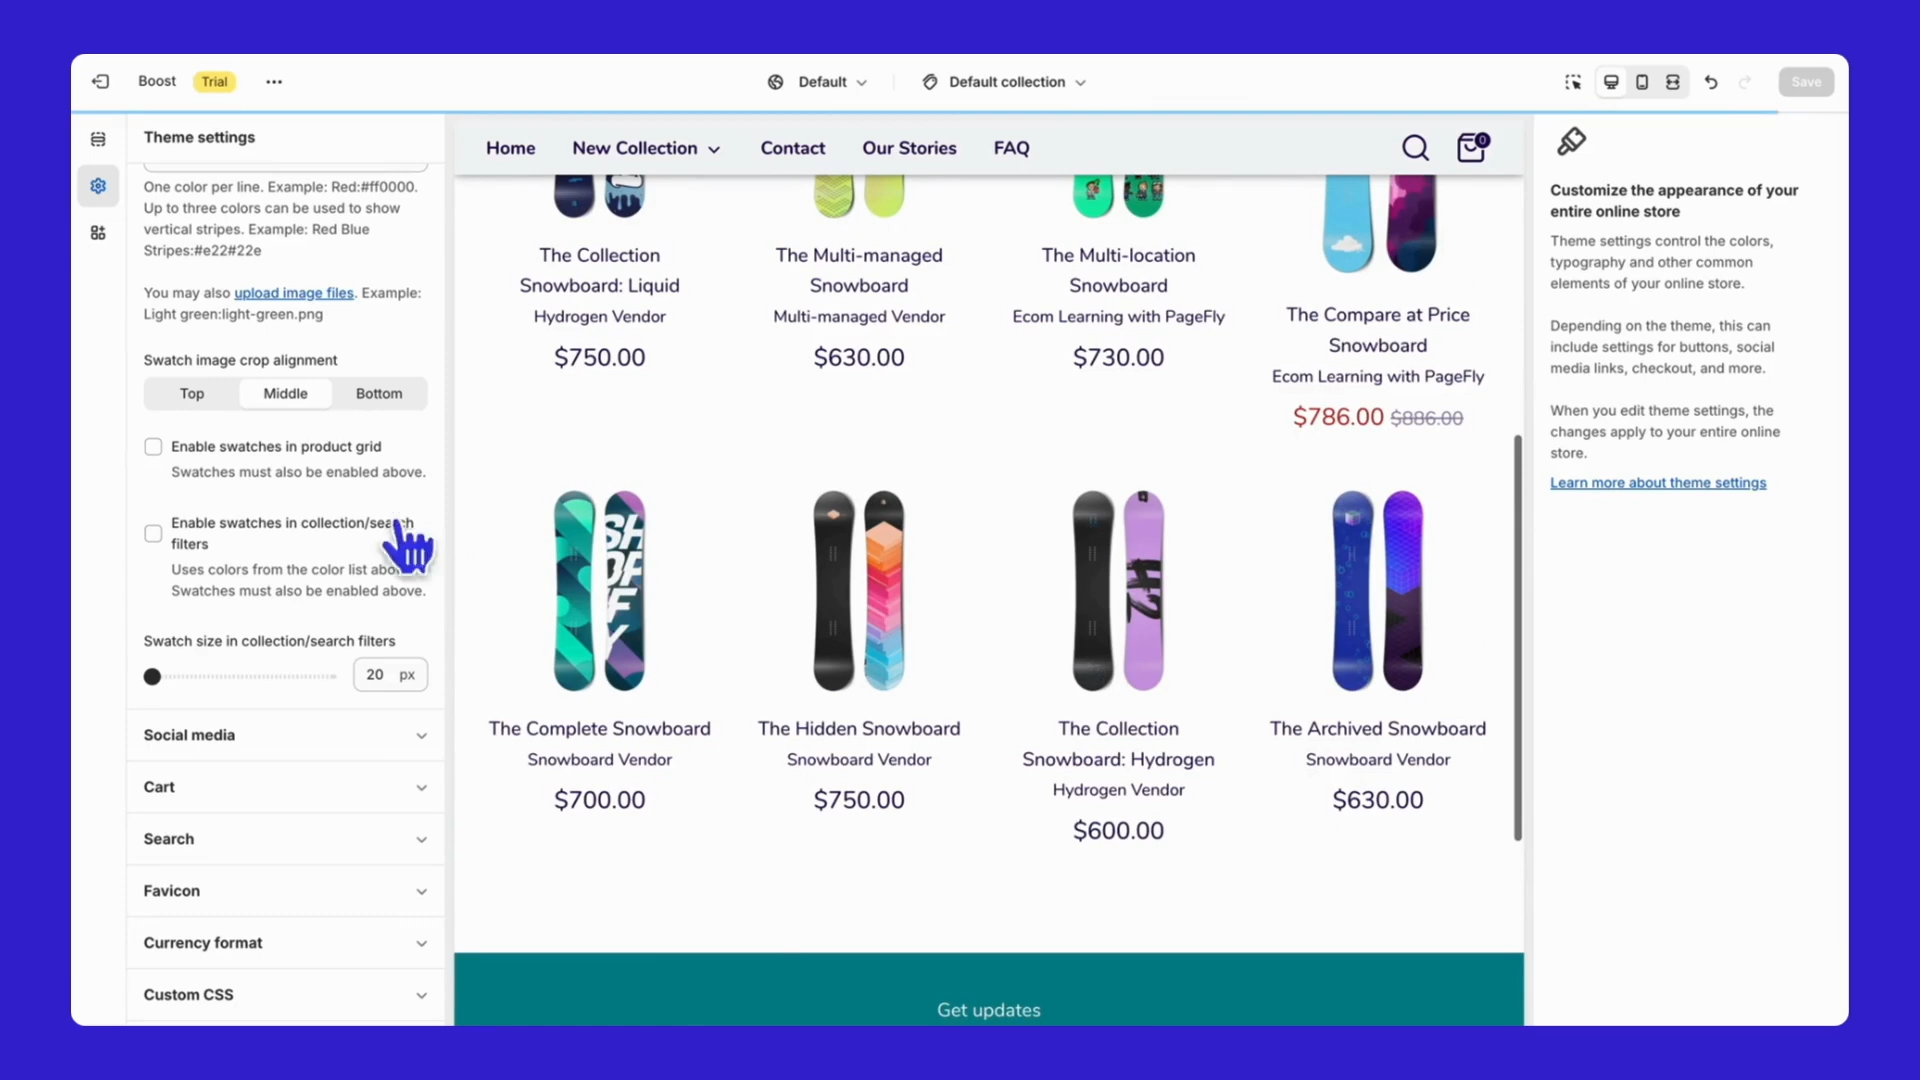 Boost
Trial
Default
Default collection
Save
Theme settings
One color per line. Example: Red:#ff0000.
Up to three colors can be used to show
vertical stripes. Example: Red Blue
Stripes:#e22#22e
You may also upload image files. Example:
Light green:light-green.png
Swatch image crop alignment
Top
Middle
Bottom
Enable swatches in product grid
Swatches must also be enabled above.
Enable swatches in collection/search
filters
Uses colors from the color list
Swatches must also be enabled above.
Swatch size in collection/search filters
20 px
Social media
Cart
Search
Favicon
Currency format
Custom CSS
Home
New Collection
Contact
Our Stories
FAQ
0
The Collection
Snowboard: Liquid
Hydrogen Vendor
$750.00
The Multi-managed
Snowboard
Multi-managed Vendor
$630.00
The Multi-location
Snowboard
Ecom Learning with PageFly
$730.00
The Compare at Price
Snowboard
Ecom Learning with PageFly
$786.00 $886.00
SH
OP
IF
Y
The Complete Snowboard
Snowboard Vendor
$700.00
The Hidden Snowboard
Snowboard Vendor
$750.00
H2
The Collection
Snowboard: Hydrogen
Hydrogen Vendor
$600.00
The Archived Snowboard
Snowboard Vendor
$630.00
Get updates
Customize the appearance of your
entire online store
Theme settings control the colors,
typography and other common
elements of your online store.
Depending on the theme, this can
include settings for buttons, social
media links, checkout, and more.
When you edit theme settings, the
changes apply to your entire online
store.
Learn more about theme settings